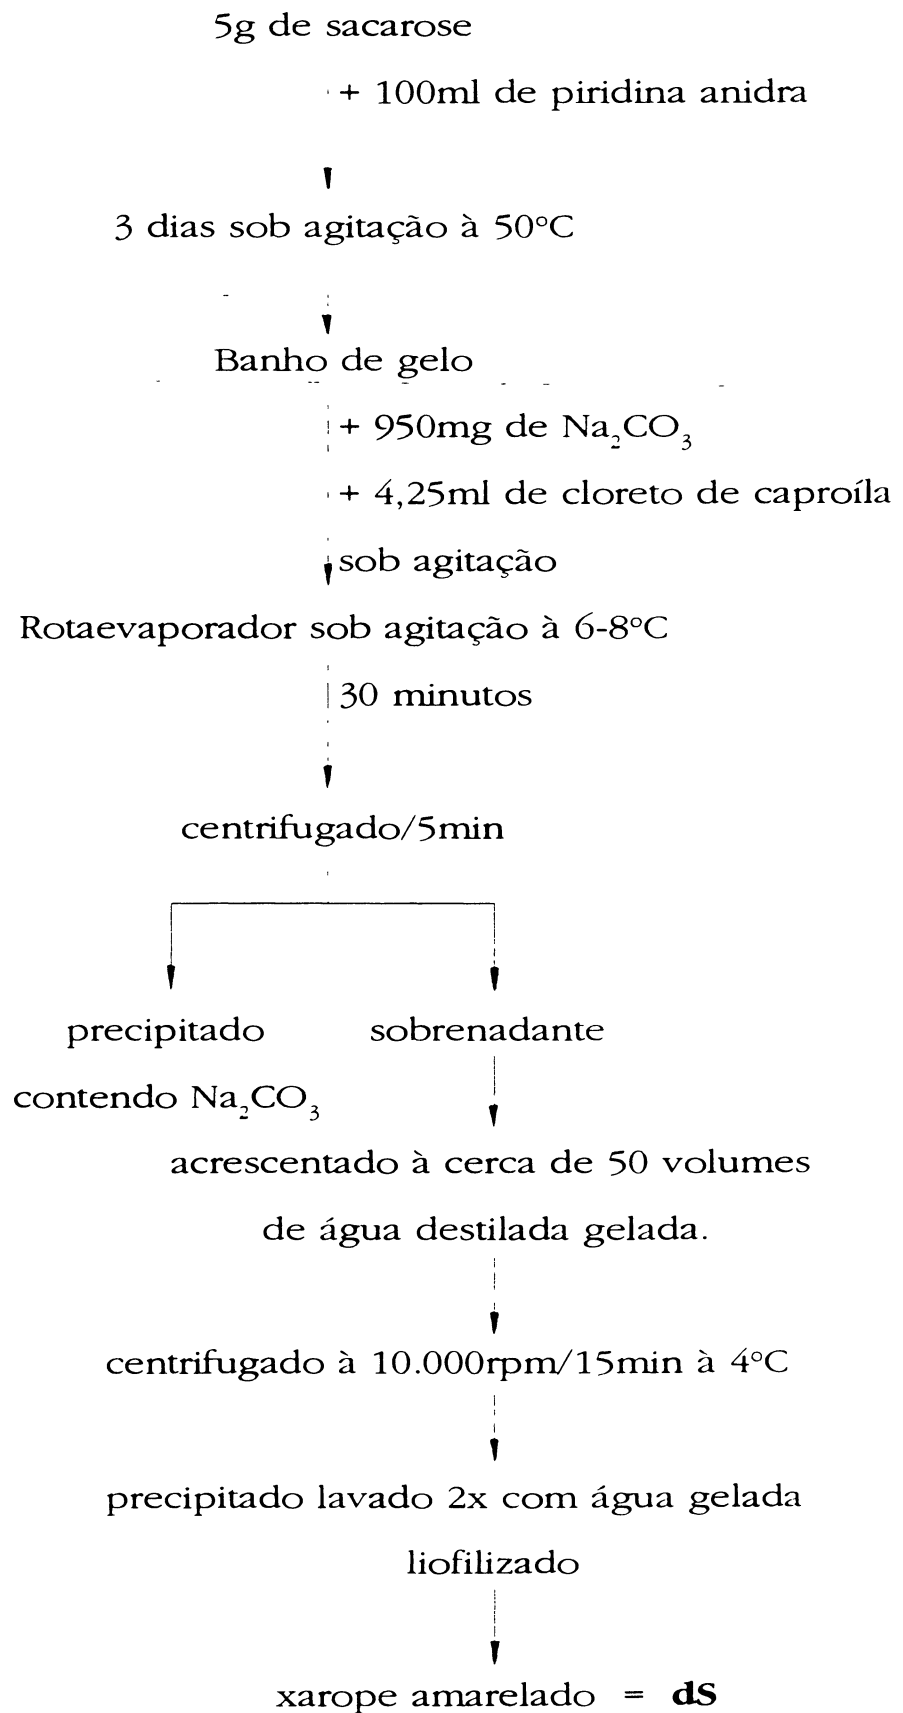 5g de sacarose
+ 100ml de piridina anidra
3 dias sob agitação à 50°C
Banho de gelo
+ 950mg de Na₂CO₃
+ 4,25ml de cloreto de caproíla
sob agitação
Rotaevaporador sob agitação à 6-8°C
30 minutos
centrifugado/5min
precipitado sobrenadante
contendo Na₂CO₃
acrescentado à cerca de 50 volumes
de água destilada gelada.
centrifugado à 10.000rpm/15min à 4°C
precipitado lavado 2x com água gelada
liofilizado
xarope amarelado = dS